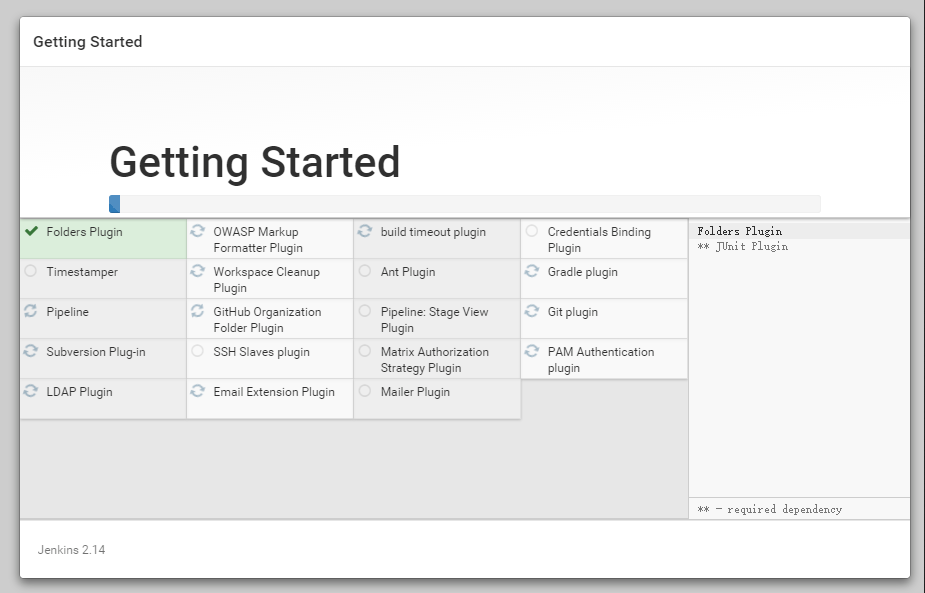 Getting Started
Getting Started
Folders Plugin
OWASP Markup
Formatter Plugin
build timeout plugin
Credentials Binding
Plugin
Timestamper
Workspace Cleanup
Plugin
Ant Plugin
Gradle plugin
Pipeline
GitHub Organization
Folder Plugin
Pipeline: Stage View
Plugin
Git plugin
Subversion Plug-in
SSH Slaves plugin
Matrix Authorization
Strategy Plugin
PAM Authentication
plugin
LDAP Plugin
Email Extension Plugin
Mailer Plugin
Folders Plugin
** JUnit Plugin
** - required dependency
Jenkins 2.14